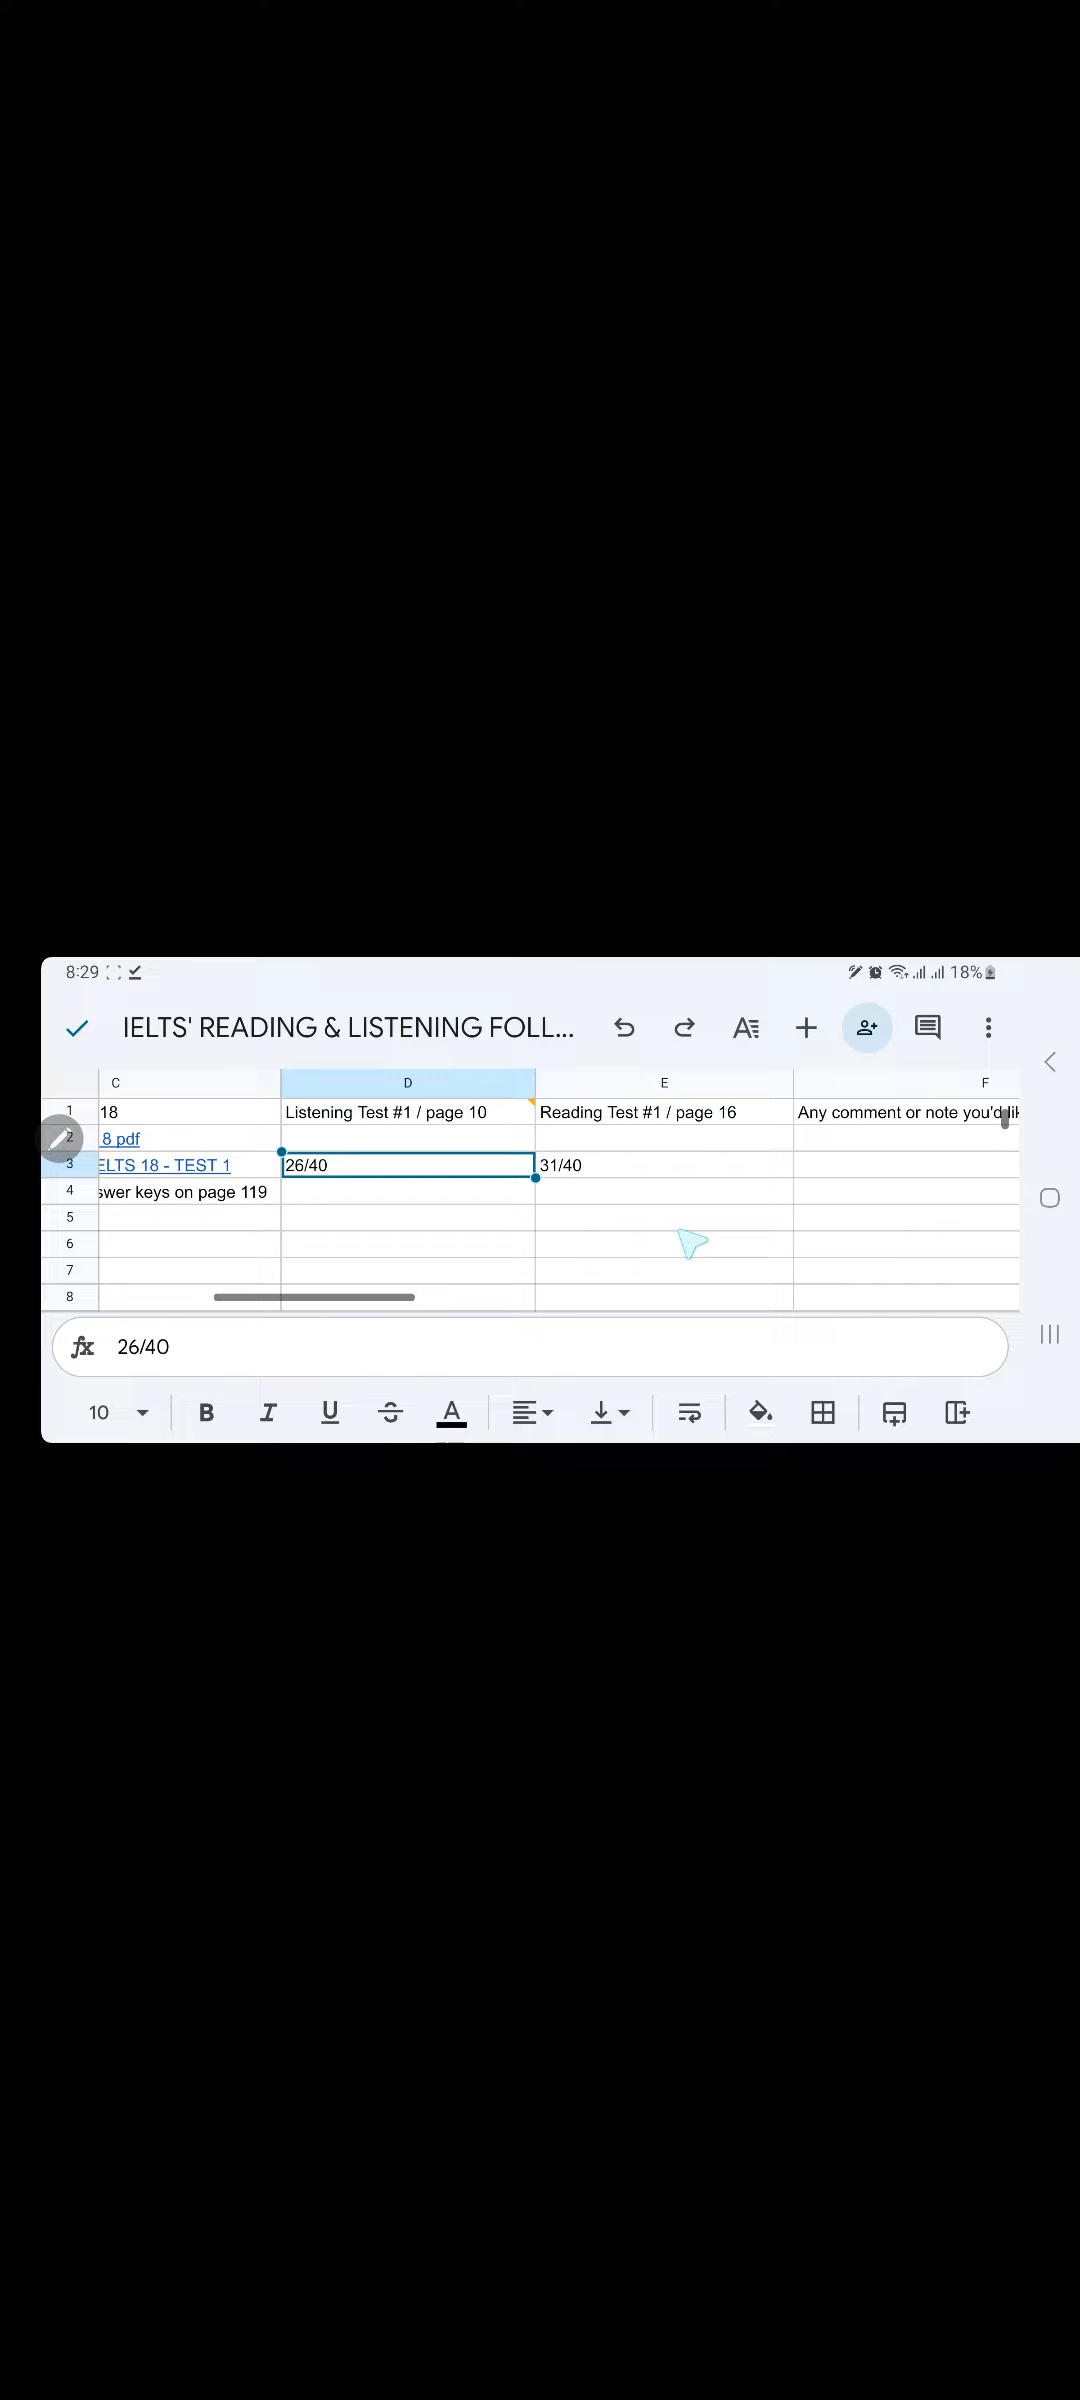 8:29 18%
IELTS' READING & LISTENING FOLL...
C D E F
1 18 Listening Test #1 / page 10 Reading Test #1 / page 16 Any comment or note you'd lik
2 8 pdf
3 ELTS 18 - TEST 1 26/40 31/40
4 swer keys on page 119
5
6
7
8
fx 26/40
10 B I U S A